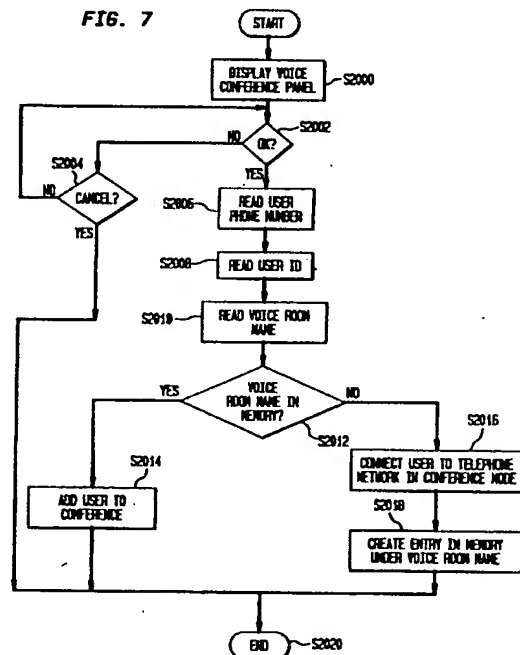 FIG. 7
START
DISPLAY VOICE
CONFERENCE PANEL
S2000
S2002
OK?
NO
YES
S2004
CANCEL?
NO
YES
S2006
READ USER
PHONE NUMBER
S2008
READ USER ID
S2010
READ VOICE ROOM
NAME
VOICE
ROOM NAME IN
MEMORY?
YES
NO
S2012
S2014
ADD USER TO
CONFERENCE
S2016
CONNECT USER TO TELEPHONE
NETWORK IN CONFERENCE MODE
S2018
CREATE ENTRY IN MEMORY
UNDER VOICE ROOM NAME
END
S2020